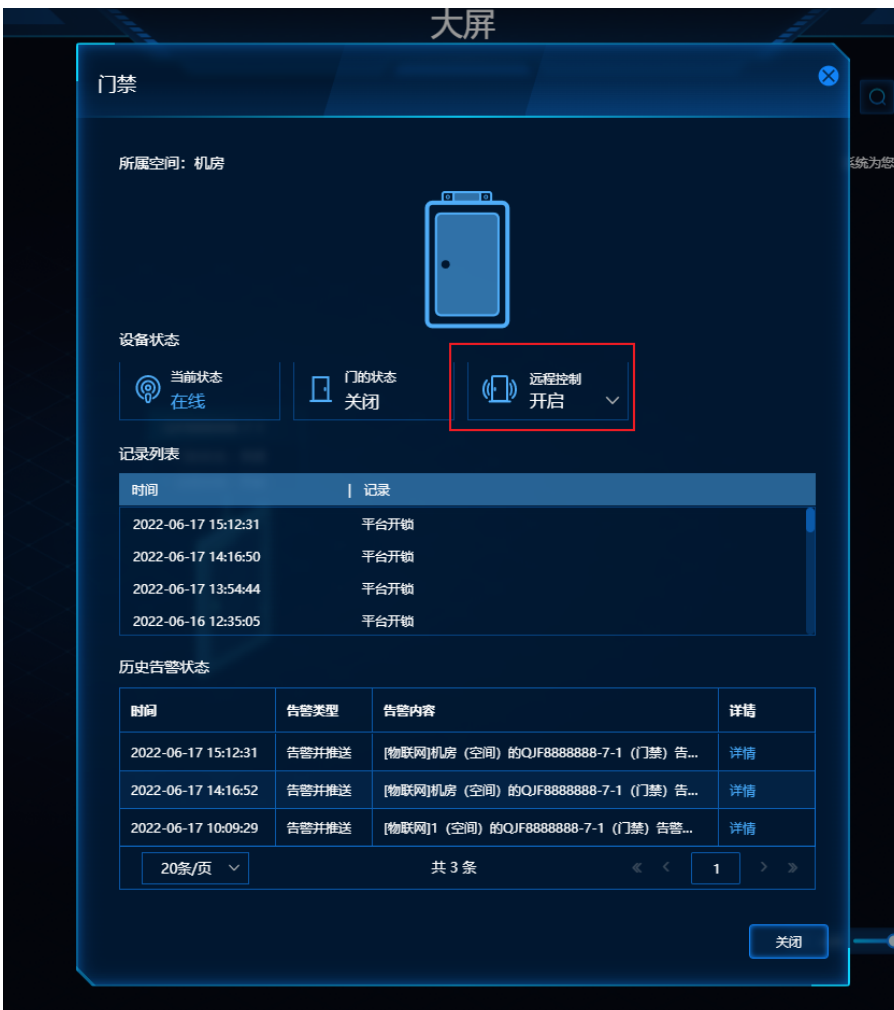 大屏
门禁
系统为您
所属空间：机房
设备状态
当前状态
在线
门的状态
关闭
远程控制
开启
记录列表
时间 | 记录
2022-06-17 15:12:31 平台开锁
2022-06-17 14:16:50 平台开锁
2022-06-17 13:54:44 平台开锁
2022-06-16 12:35:05 平台开锁
历史告警状态
时间 告警类型 告警内容 详情
2022-06-17 15:12:31 告警并推送 [物联网]机房（空间）的QJF8888888-7-1（门禁）告... 详情
2022-06-17 14:16:52 告警并推送 [物联网]机房（空间）的QJF8888888-7-1（门禁）告... 详情
2022-06-17 10:09:29 告警并推送 [物联网]1（空间）的QJF8888888-7-1（门禁）告警... 详情
20条/页 共 3 条 1
关闭